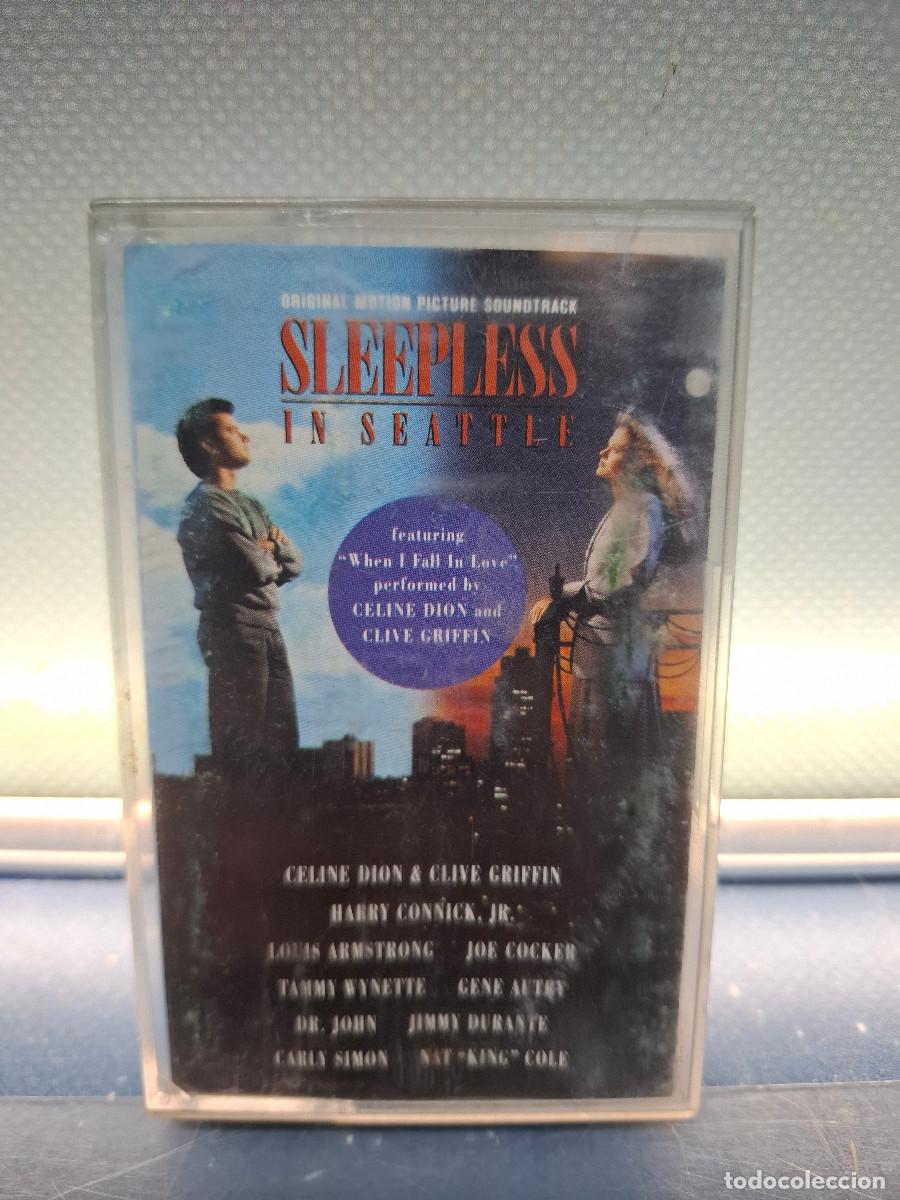 ORIGINAL MOTION PICTURE SOUNDTRACK
SLEEPLESS
IN SEATTLE
featuring
"When I Fall In Love"
performed by
CELINE DION and
CLIVE GRIFFIN
CELINE DION & CLIVE GRIFFIN
HARRY CONNICK, JR.
LOUIS ARMSTRONG JOE COCKER
TAMMY WYNETTE GENE AUTRY
DR. JOHN JIMMY DURANTE
CARLY SIMON NAT "KING" COLE
todocoleccion